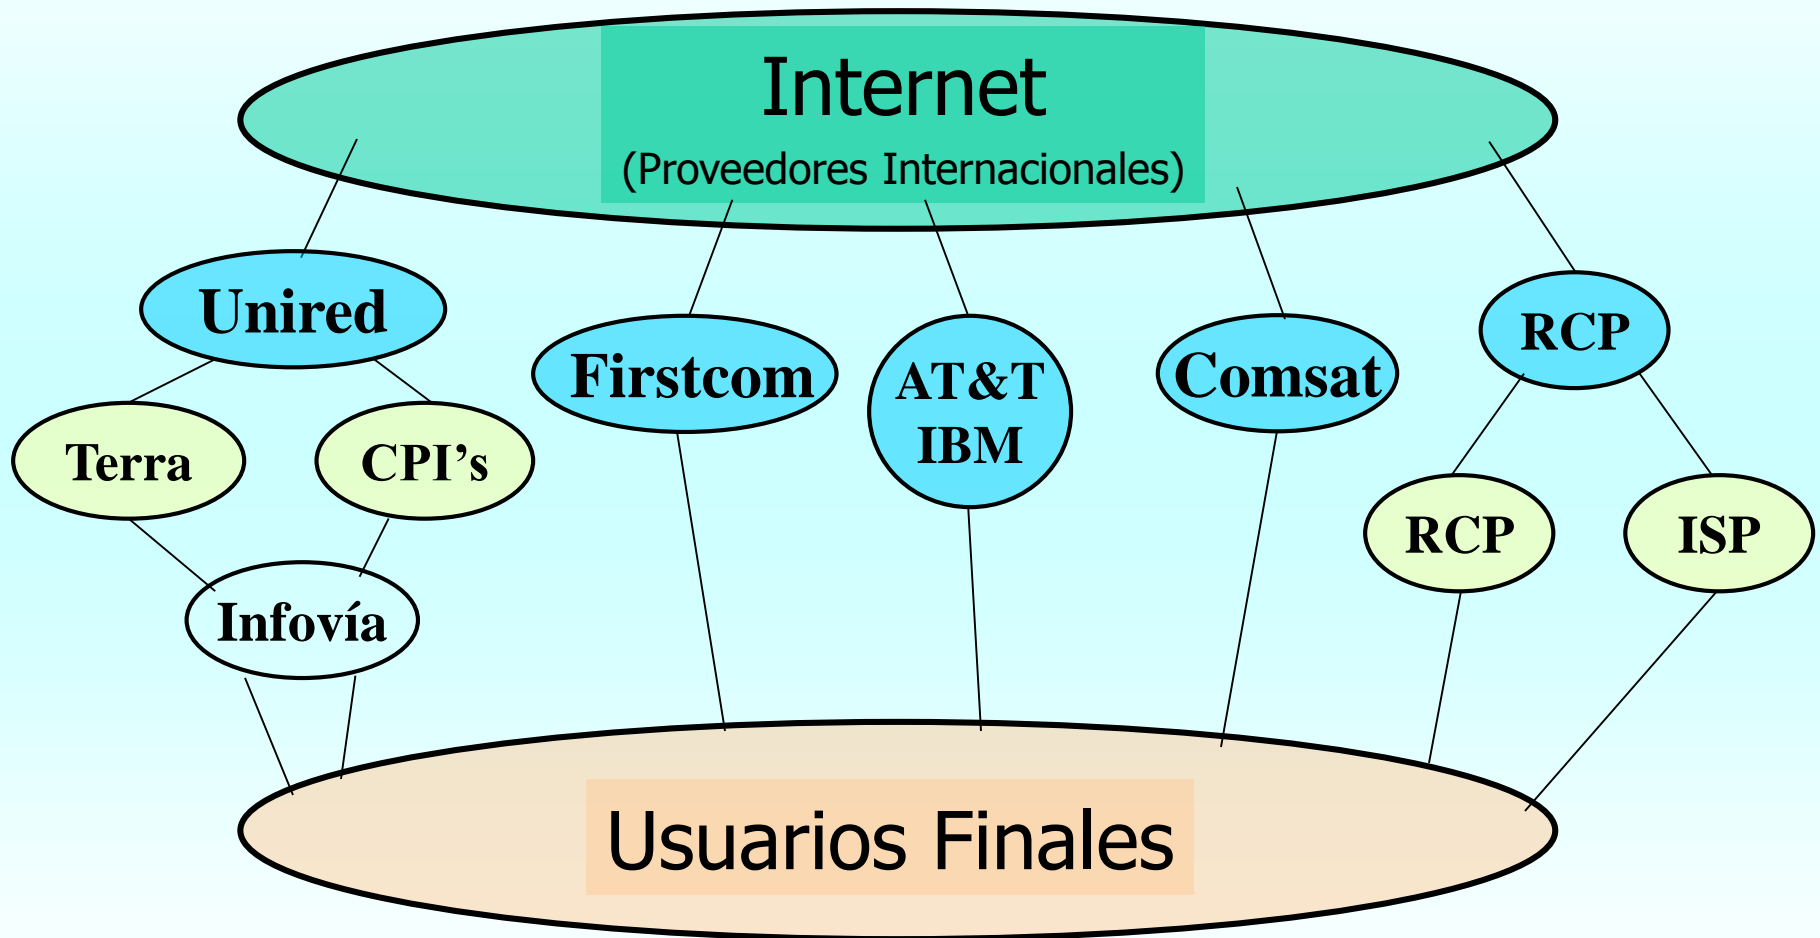 Internet
(Proveedores Internacionales)
Unired
Firstcom
AT&T
IBM
Comsat
RCP
Terra
CPI’s
RCP
ISP
Infovía
Usuarios Finales